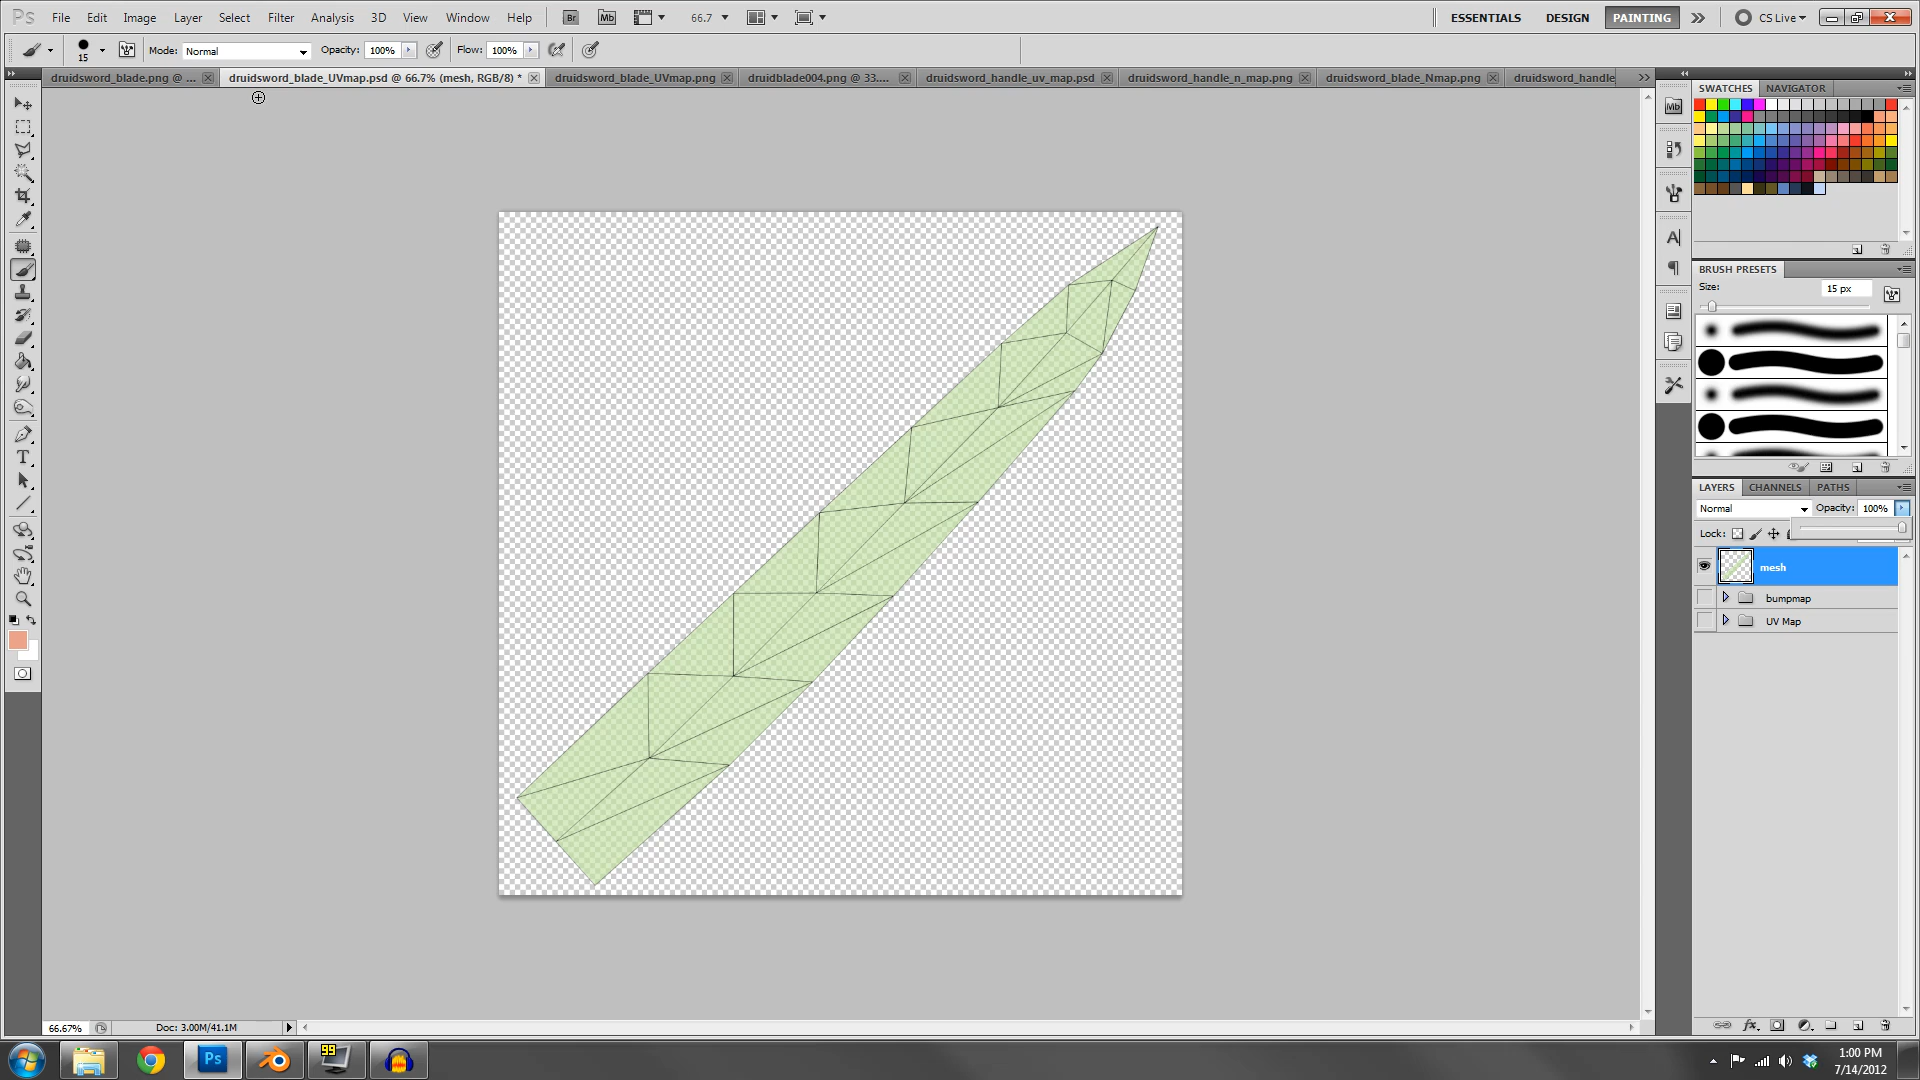 Ps File Edit Image Layer Select Filter Analysis 3D View Window Help Br Mb 66.7 ESSENTIALS DESIGN PAINTING CS Live
15 Mode: Normal Opacity: 100% Flow: 100%
druidsword_blade.png @ ... druidsword_blade_UVmap.psd @ 66.7% (mesh, RGB/8) * druidsword_blade_UVmap.png druidblade004.png @ 33.... druidsword_handle_uv_map.psd druidsword_handle_n_map.png druidsword_blade_Nmap.png druidsword_handle
SWATCHES NAVIGATOR
Mb
BRUSH PRESETS
Size: 15 px
LAYERS CHANNELS PATHS
Normal Opacity: 100%
Lock:
mesh
bumpmap
UV Map
66.67% Doc: 3.00M/41.1M
Ps
99
1:00 PM
7/14/2012